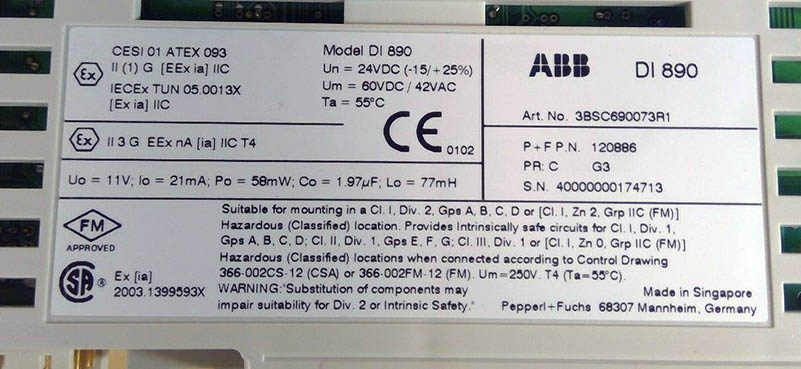 Ex
CESI 01 ATEX 093
II (1) G [EEx ia] IIC
IECEx TUN 05.0013X
[Ex ia] IIC
Model DI 890
Un = 24VDC (-15/+25%)
Um = 60VDC / 42VAC
Ta = 55°C
Ex
II 3 G EEx nA [ia] IIC T4
CE 0102
ABB DI 890
Art. No. 3BSC690073R1
P+F P.N. 120886
PR: C G3
S.N. 40000000174713
Uo = 11V; Io = 21mA; Po = 58mW; Co = 1.97µF; Lo = 77mH
FM
APPROVED
SA ®
Ex [ia]
2003.1399593X
Suitable for mounting in a Cl. I, Div. 2, Gps A, B, C, D or [Cl. I, Zn 2, Grp IIC (FM)]
Hazardous (Classified) location. Provides Intrinsically safe circuits for Cl. I, Div. 1,
Gps A, B, C, D; Cl. II, Div. 1, Gps E, F, G; Cl. III, Div. 1 or [Cl. I, Zn 0, Grp IIC (FM)]
Hazardous (Classified) locations when connected according to Control Drawing
366-002CS-12 (CSA) or 366-002FM-12 (FM). Um=250V. T4 (Ta=55°C).
WARNING:"Substitution of components may
impair suitability for Div. 2 or Intrinsic Safety."
Made in Singapore
Pepperl+Fuchs 68307 Mannheim, Germany